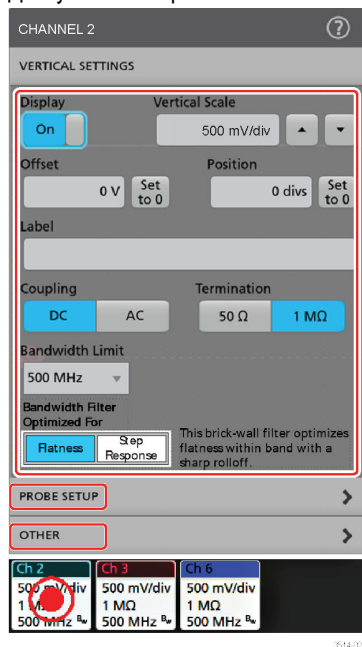 CHANNEL 2
?
VERTICAL SETTINGS
Display Vertical Scale
On 500 mV/div
Offset Position
0 V Set to 0 0 divs Set to 0
Label
Coupling Termination
DC AC 50 Ω 1 MΩ
Bandwidth Limit
500 MHz
Bandwidth Filter
Optimized For
Flatness Step Response
This brick-wall filter optimizes
flatness within band with a
sharp rolloff.
PROBE SETUP
OTHER
Ch 2 Ch 3 Ch 6
500 mV/div 500 mV/div 500 mV/div
1 MΩ 1 MΩ 1 MΩ
500 MHz Bw 500 MHz Bw 500 MHz Bw